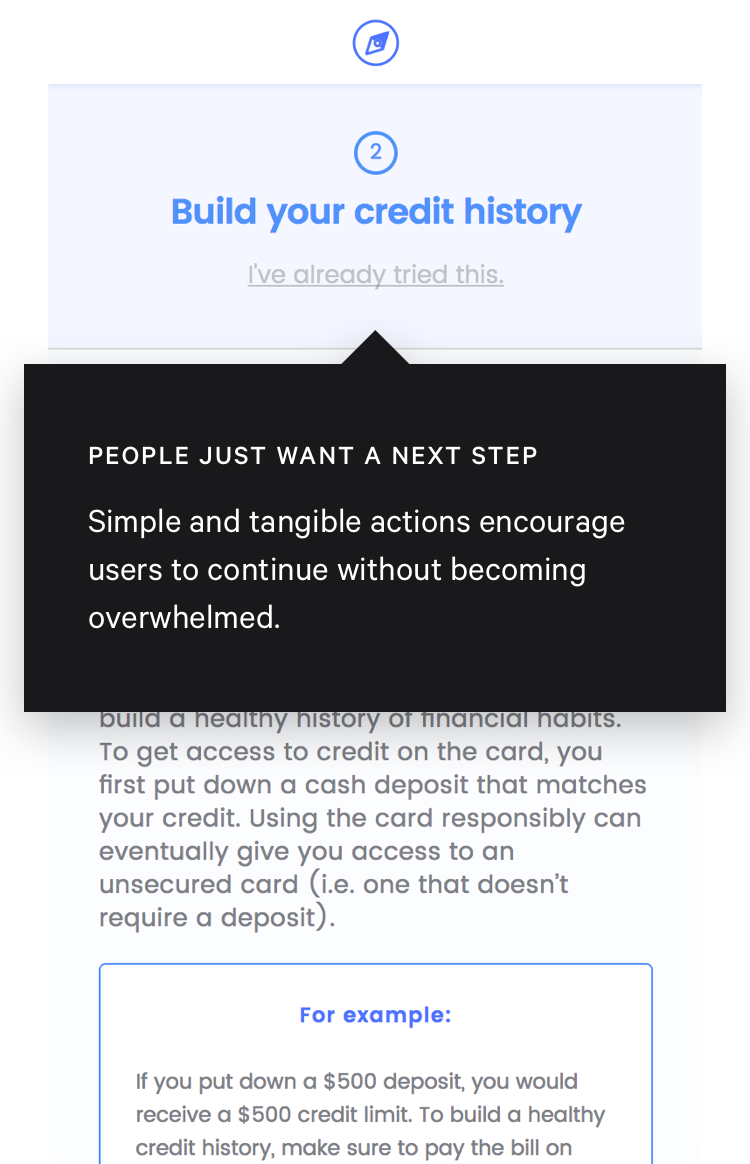 2
Build your credit history
I've already tried this.
PEOPLE JUST WANT A NEXT STEP
Simple and tangible actions encourage
users to continue without becoming
overwhelmed.
build a healthy history of financial habits.
To get access to credit on the card, you
first put down a cash deposit that matches
your credit. Using the card responsibly can
eventually give you access to an
unsecured card (i.e. one that doesn’t
require a deposit).
For example:
If you put down a $500 deposit, you would
receive a $500 credit limit. To build a healthy
credit history, make sure to pay the bill on